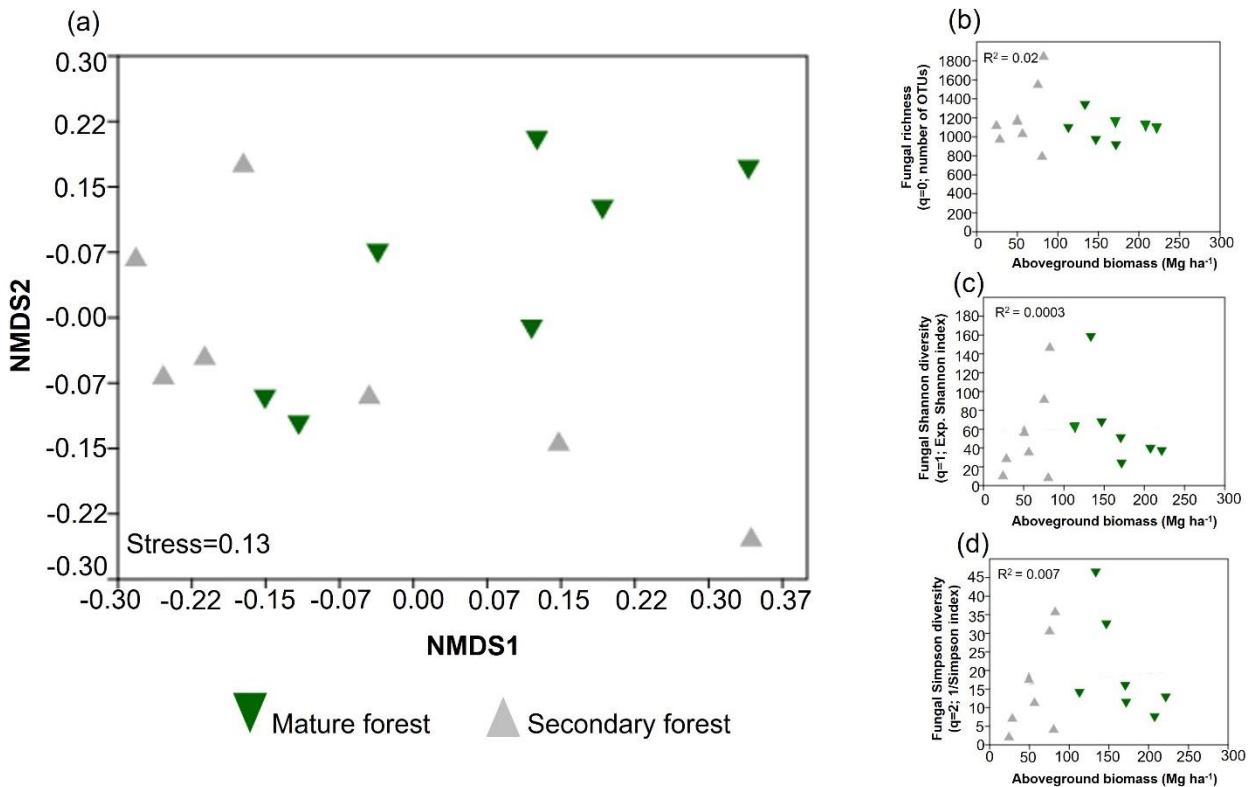 (a)
0.30
0.22
0.15
-0.07
-0.00
-0.07
-0.15
-0.22
-0.30
NMDS2
Stress=0.13
-0.30 -0.22 -0.15 -0.07 0.00 0.07 0.15 0.22 0.30 0.37
NMDS1
Mature forest Secondary forest
(b)
R² = 0.02
1800
1600
1400
1200
1000
800
600
400
200
0
Fungal richness
(q=0; number of OTUs)
0 50 100 150 200 250 300
Aboveground biomass (Mg ha⁻¹)
(c)
R² = 0.0003
180
160
140
120
100
80
60
40
20
0
Fungal Shannon diversity
(q=1; Exp. Shannon index)
0 50 100 150 200 250 300
Aboveground biomass (Mg ha⁻¹)
(d)
R² = 0.007
45
40
35
30
25
20
15
10
5
0
Fungal Simpson diversity
(q=2; 1/Simpson index)
0 50 100 150 200 250 300
Aboveground biomass (Mg ha⁻¹)